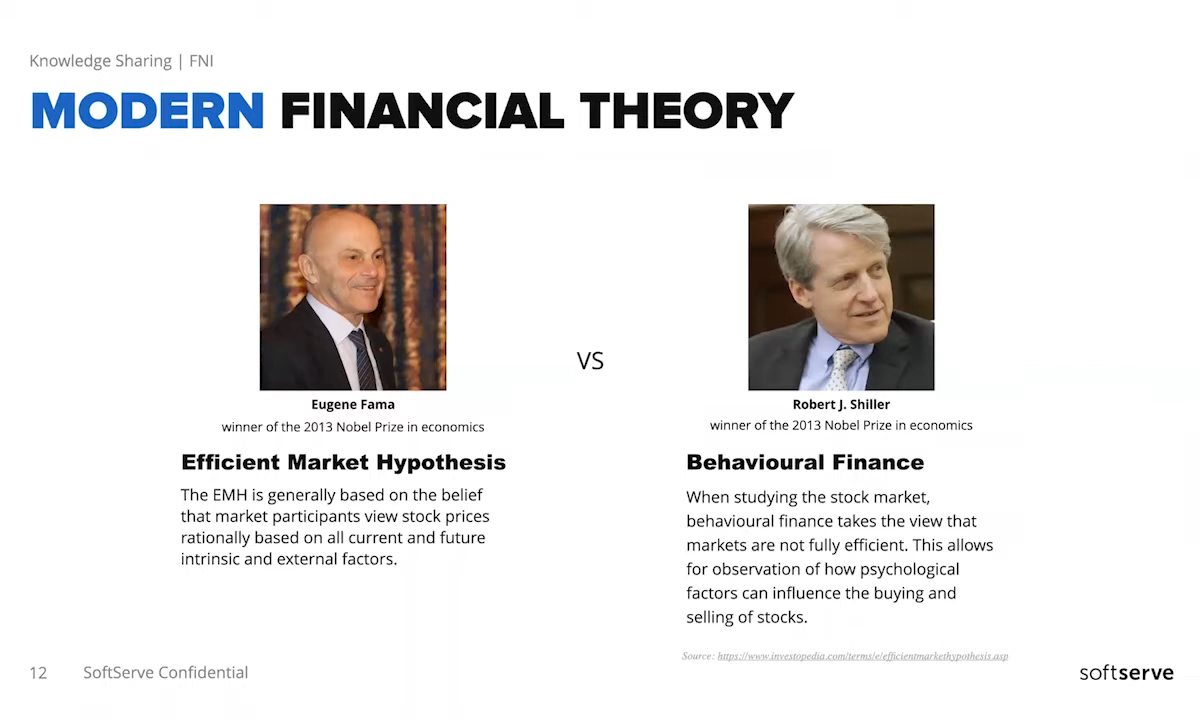 Knowledge Sharing | FNI
MODERN FINANCIAL THEORY
VS
Eugene Fama
winner of the 2013 Nobel Prize in economics
Efficient Market Hypothesis
The EMH is generally based on the belief
that market participants view stock prices
rationally based on all current and future
intrinsic and external factors.
Robert J. Shiller
winner of the 2013 Nobel Prize in economics
Behavioural Finance
When studying the stock market,
behavioural finance takes the view that
markets are not fully efficient. This allows
for observation of how psychological
factors can influence the buying and
selling of stocks.
Source: https://www.investopedia.com/terms/e/efficientmarkethypothesis.asp
12 SoftServe Confidential
softserve